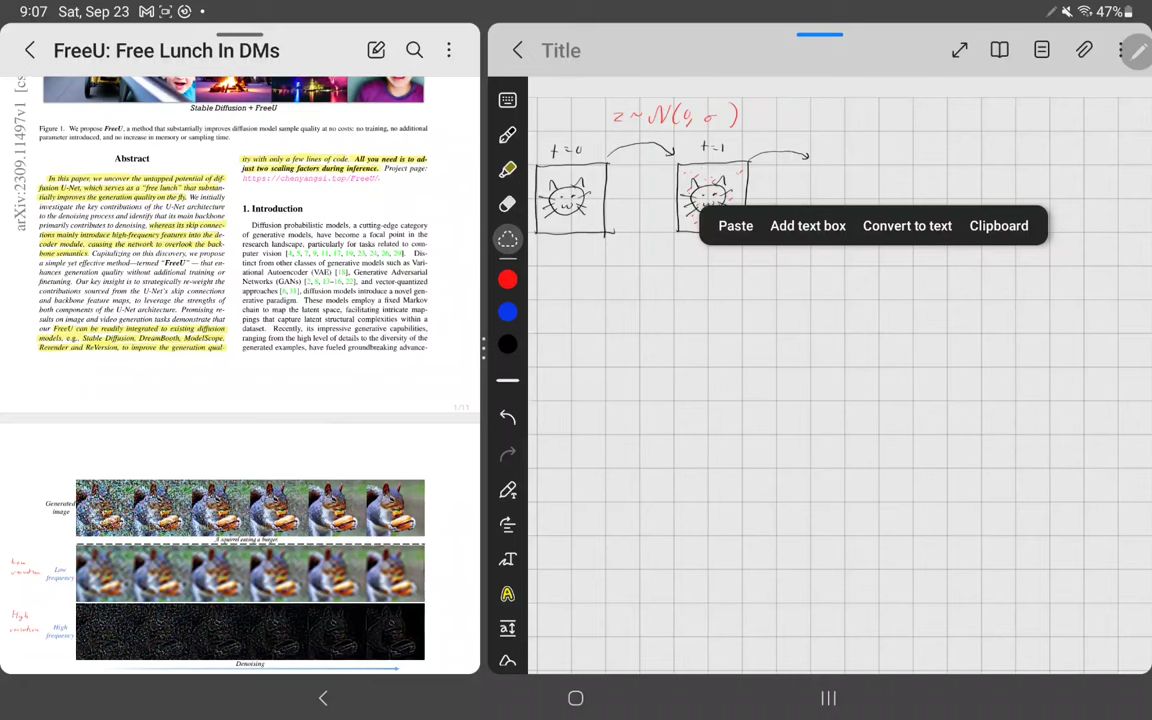 9:07 Sat, Sep 23
47%
FreeU: Free Lunch In DMs
arXiv:2309.11497v1 [cs
Stable Diffusion + FreeU
Figure 1. We propose FreeU, a method that substantially improves diffusion model sample quality at no costs: no training, no additional
parameter introduced, and no increase in memory or sampling time.
Abstract
In this paper, we uncover the untapped potential of dif-
fusion U-Net, which serves as a "free lunch" that substan-
tially improves the generation quality on the fly. We initially
investigate the key contributions of the U-Net architecture
to the denoising process and identify that its main backbone
primarily contributes to denoising, whereas its skip connec-
tions mainly introduce high-frequency features into the de-
coder module, causing the network to overlook the back-
bone semantics. Capitalizing on this discovery, we propose
a simple yet effective method—termed "FreeU" — that en-
hances generation quality without additional training or
finetuning. Our key insight is to strategically re-weight the
contributions sourced from the U-Net's skip connections
and backbone feature maps, to leverage the strengths of
both components of the U-Net architecture. Promising re-
sults on image and video generation tasks demonstrate that
our FreeU can be readily integrated to existing diffusion
models, e.g., Stable Diffusion, DreamBooth, ModelScope,
Rerender and ReVersion, to improve the generation qual-
ity with only a few lines of code. All you need is to ad-
just two scaling factors during inference. Project page:
https://chenyangsi.top/FreeU/.
1. Introduction
Diffusion probabilistic models, a cutting-edge category
of generative models, have become a focal point in the
research landscape, particularly for tasks related to com-
puter vision
Dis-
tinct from other classes of generative models such as Vari-
ational Autoencoder (VAE) [18], Generative Adversarial
Networks (GANs)
and vector-quantized
approaches
diffusion models introduce a novel gen-
erative paradigm. These models employ a fixed Markov
chain to map the latent space, facilitating intricate map-
pings that capture latent structural complexities within a
dataset. Recently, its impressive generative capabilities,
ranging from the high level of details to the diversity of the
generated examples, have fueled groundbreaking advance-
1/11
Generated
image
A squirrel eating a burger.
Low
variation
Low
frequency
High
variation
High
frequency
Denoising
Title
z ~ N(0, σ )
t=0
t=1
Paste Add text box Convert to text Clipboard